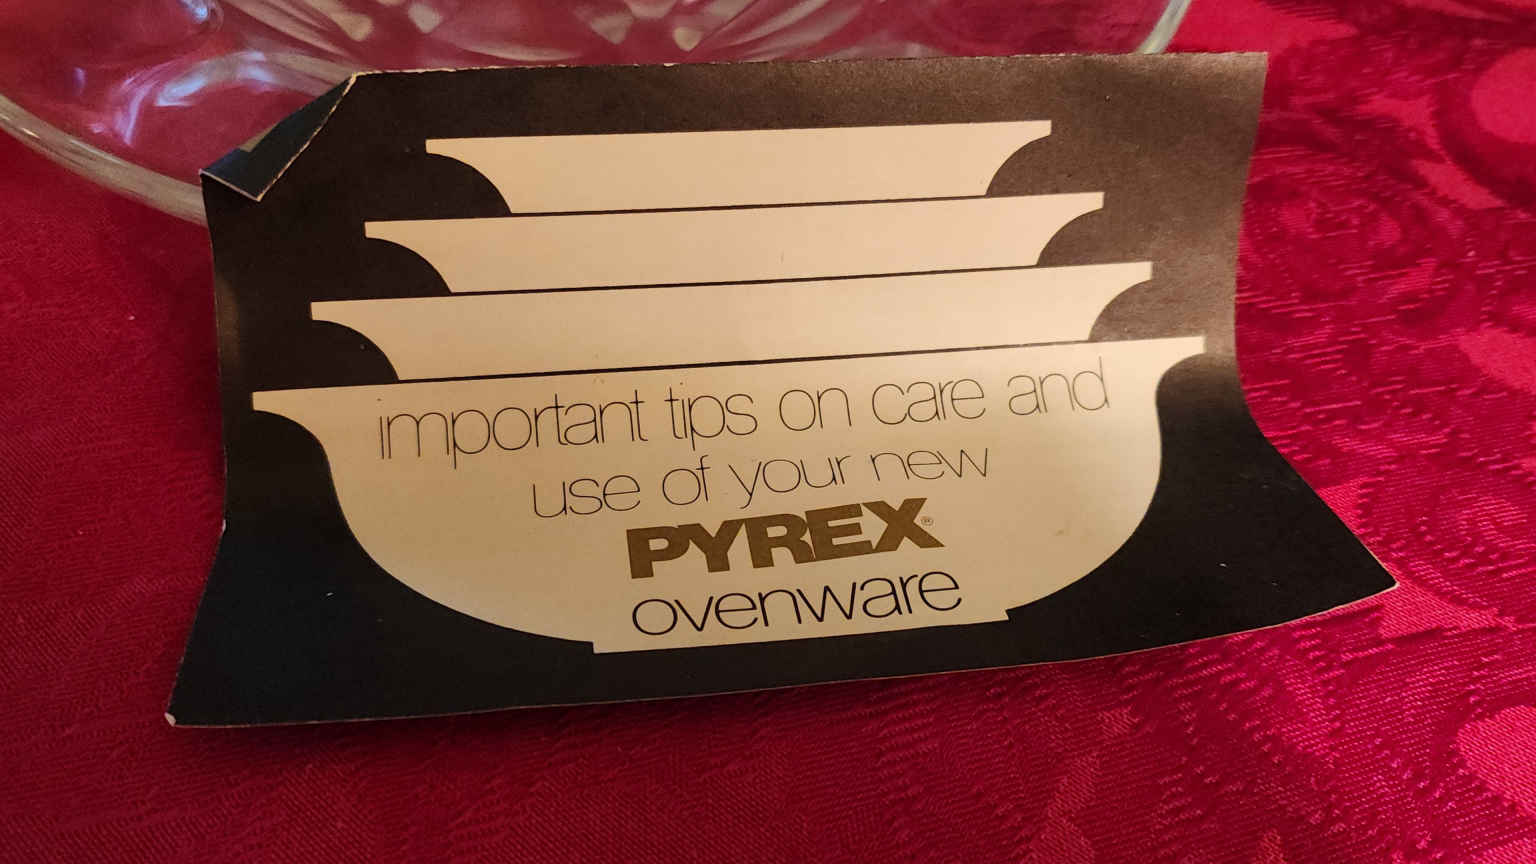 important tips on care and
use of your new
PYREX®
ovenware